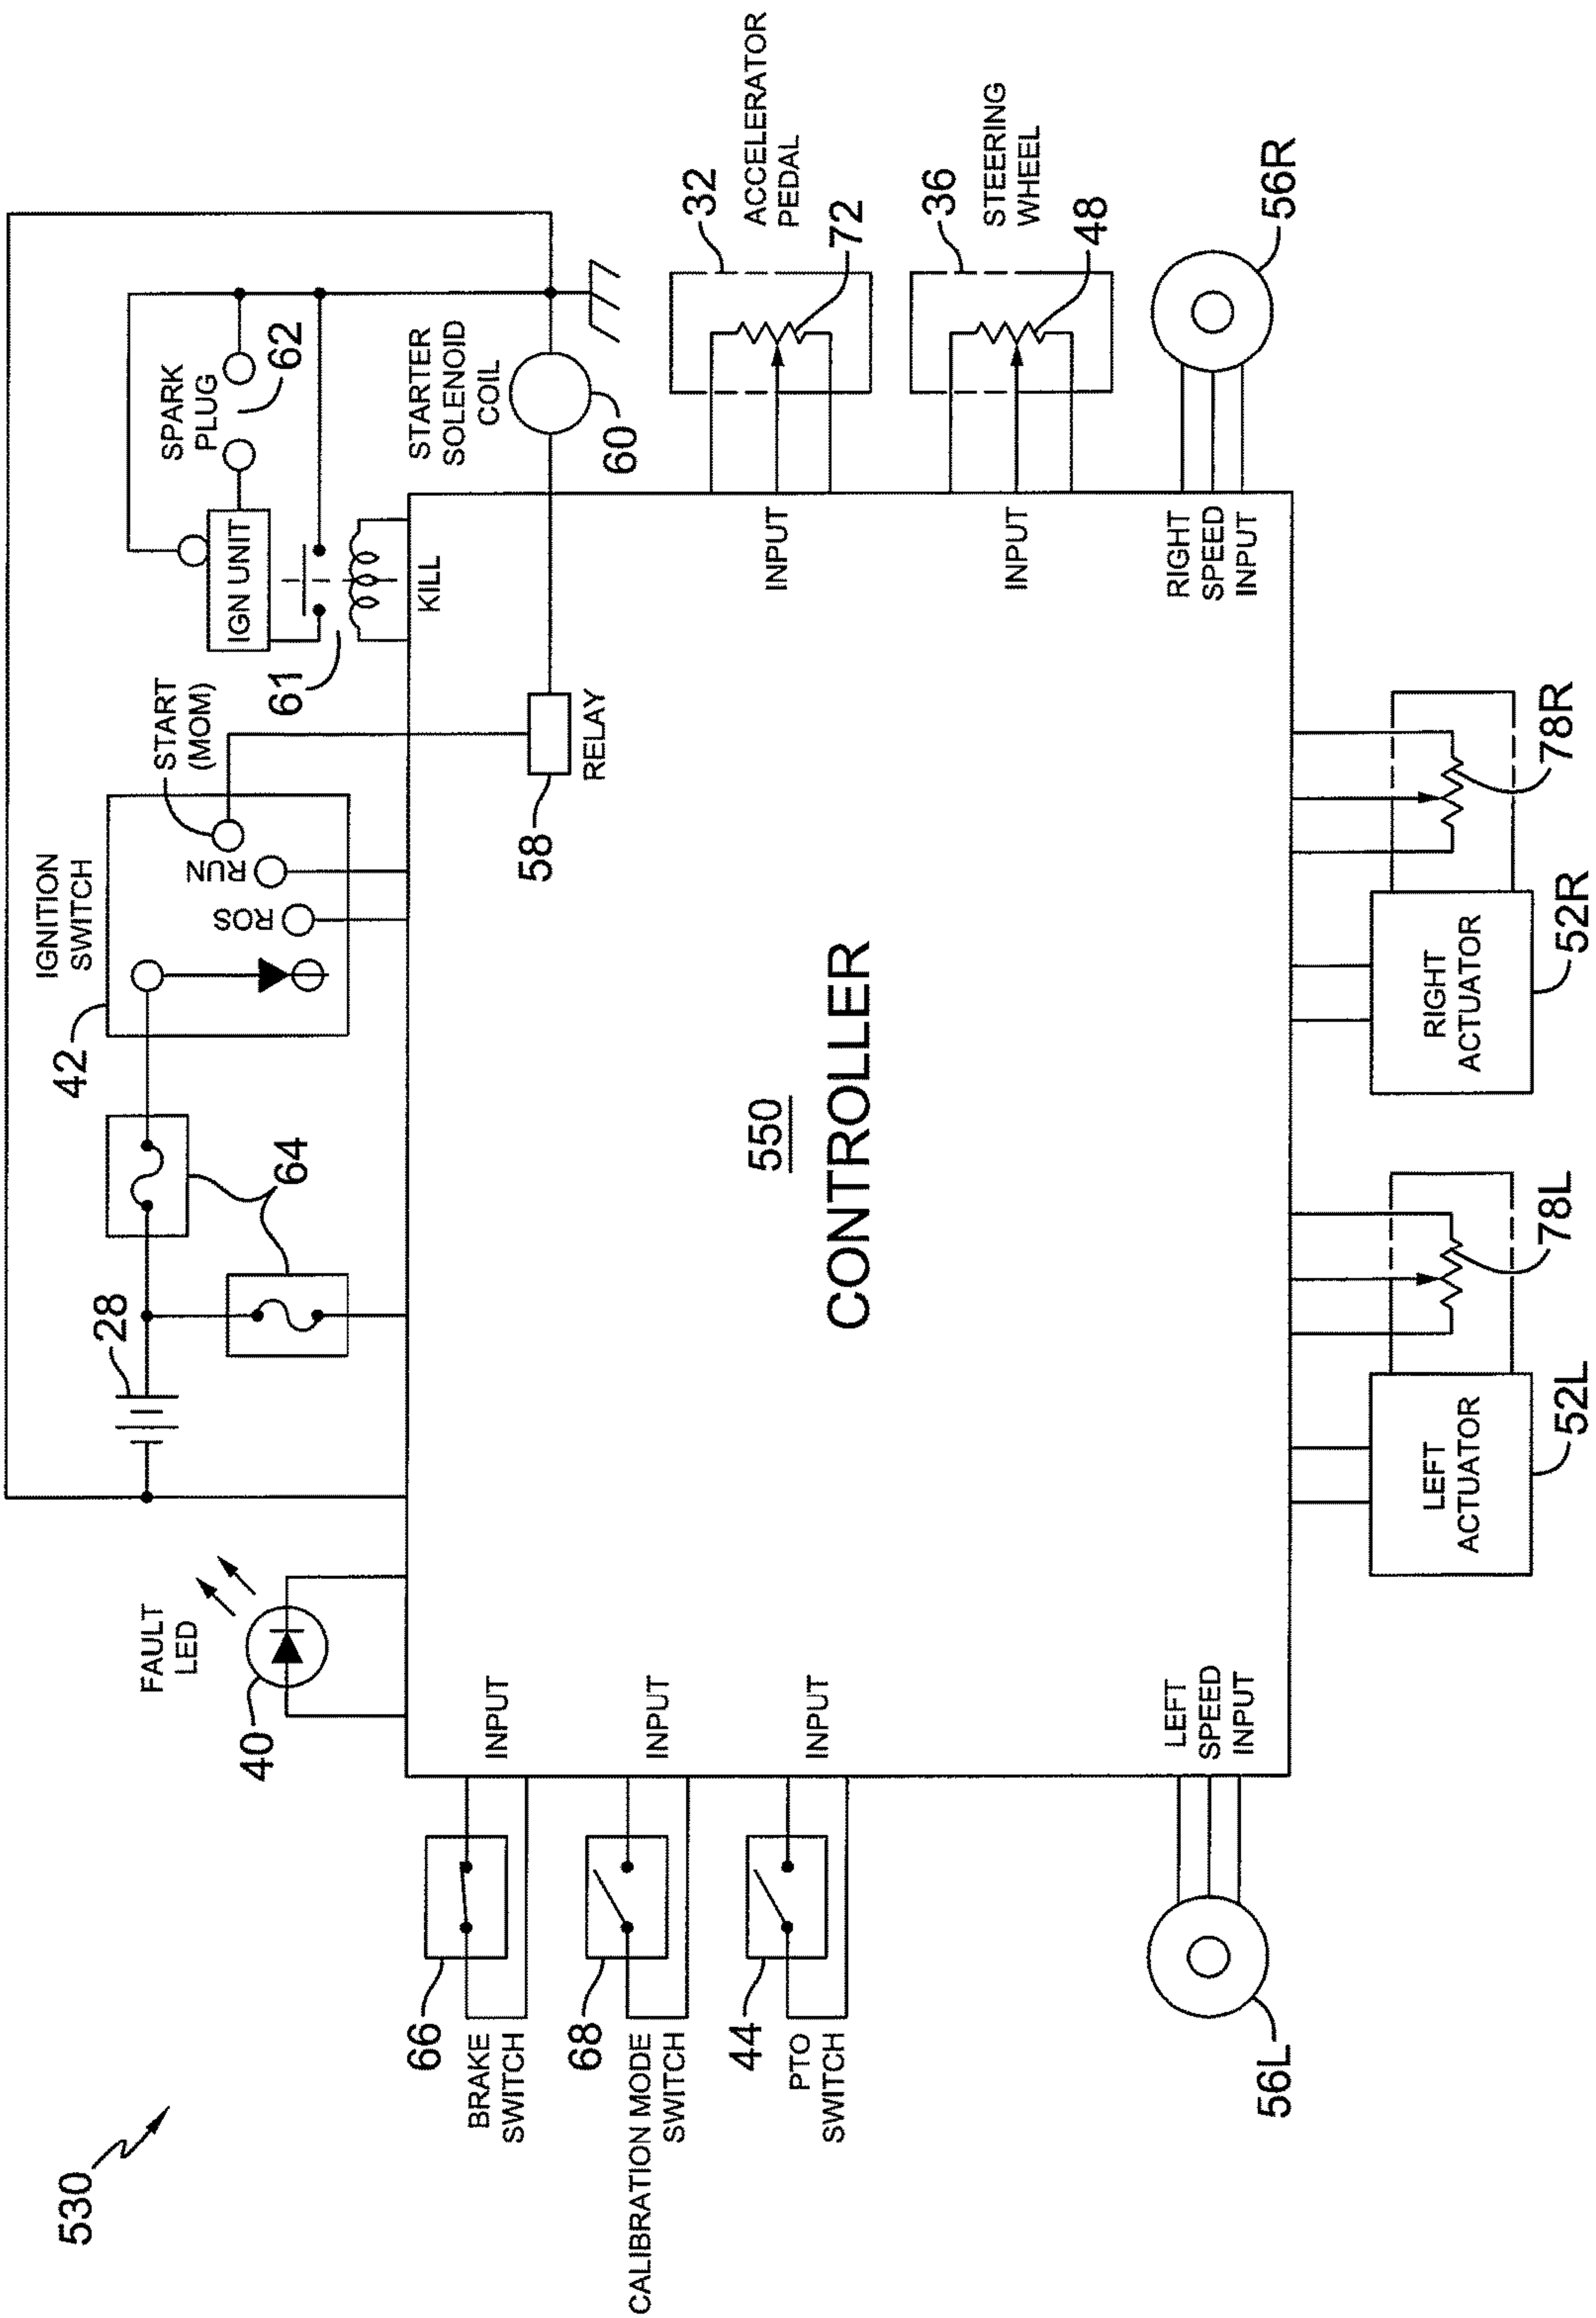 530
FAULT
LED
40
28
64
42
IGNITION
SWITCH
ROS
RUN
START
(MOM)
61
IGN UNIT
SPARK
PLUG
62
KILL
STARTER
SOLENOID
COIL
60
58
RELAY
66
BRAKE
SWITCH
INPUT
68
CALIBRATION MODE
SWITCH
INPUT
44
PTO
SWITCH
INPUT
56L
LEFT
SPEED
INPUT
550
CONTROLLER
INPUT
32
ACCELERATOR
PEDAL
72
INPUT
36
STEERING
WHEEL
48
RIGHT
SPEED
INPUT
56R
LEFT
ACTUATOR
52L
78L
RIGHT
ACTUATOR
52R
78R